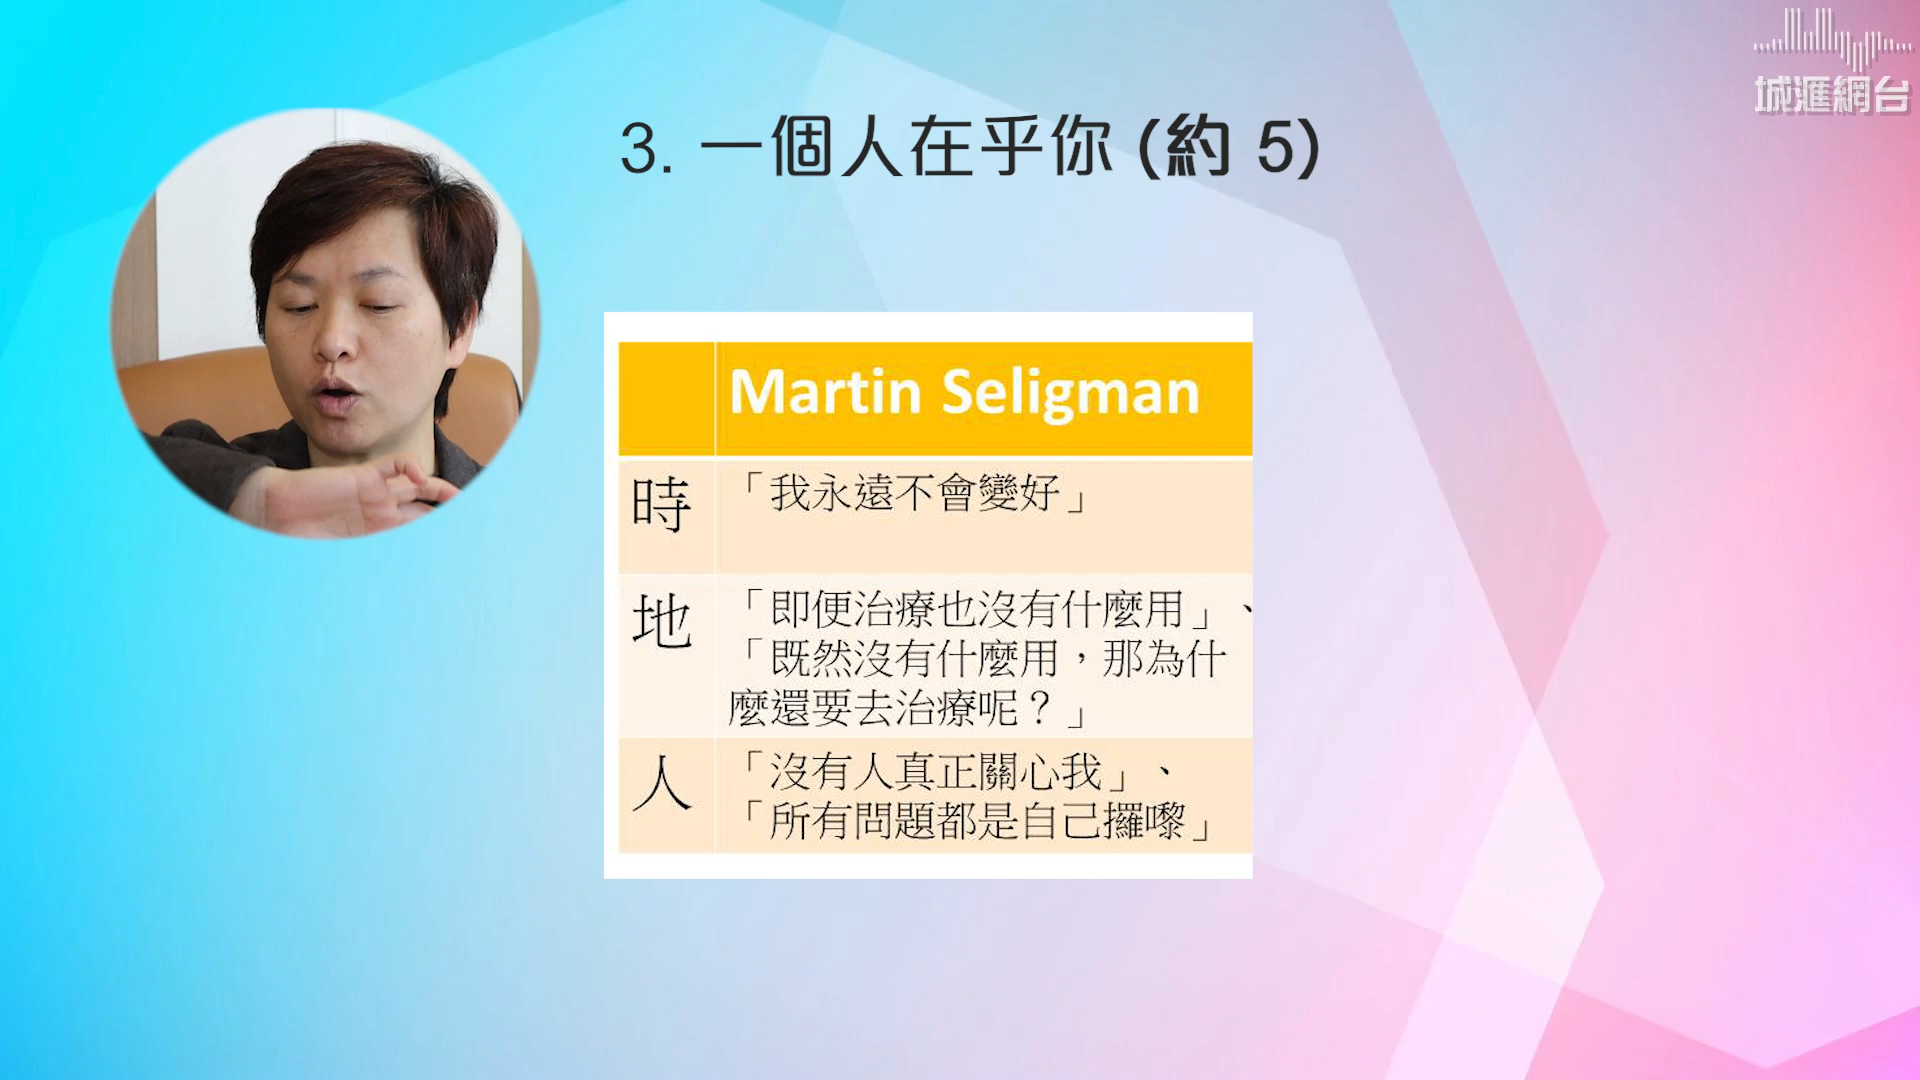 城滙網台
3. 一個人在乎你 (約 5)
Martin Seligman
時
「我永遠不會變好」
地
「即便治療也沒有什麼用」、
「既然沒有什麼用，那為什
麼還要去治療呢？」
人
「沒有人真正關心我」、
「所有問題都是自己攞嚟」